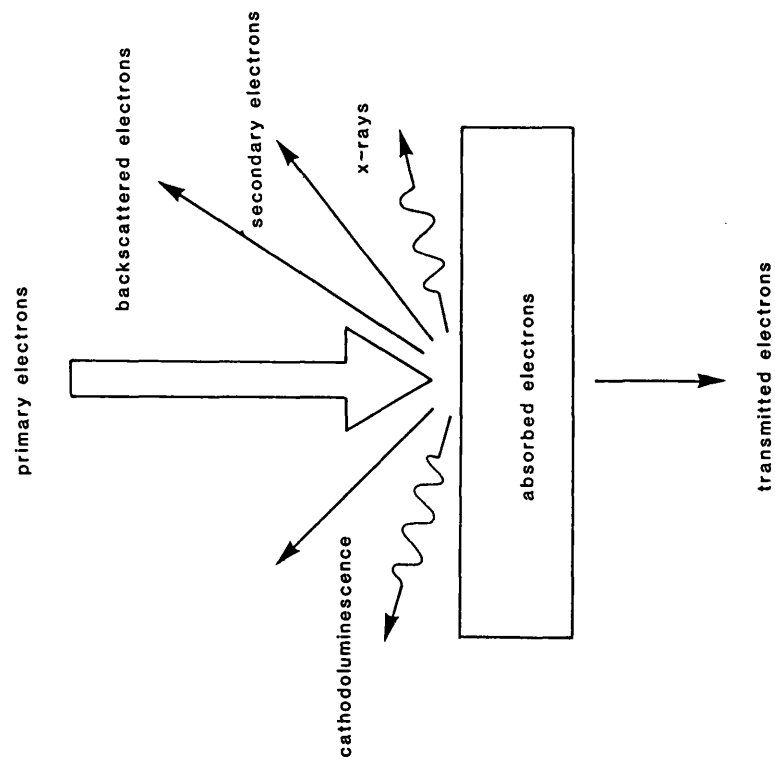 primary electrons
backscattered electrons
secondary electrons
x-rays
cathodoluminescence
absorbed electrons
transmitted electrons